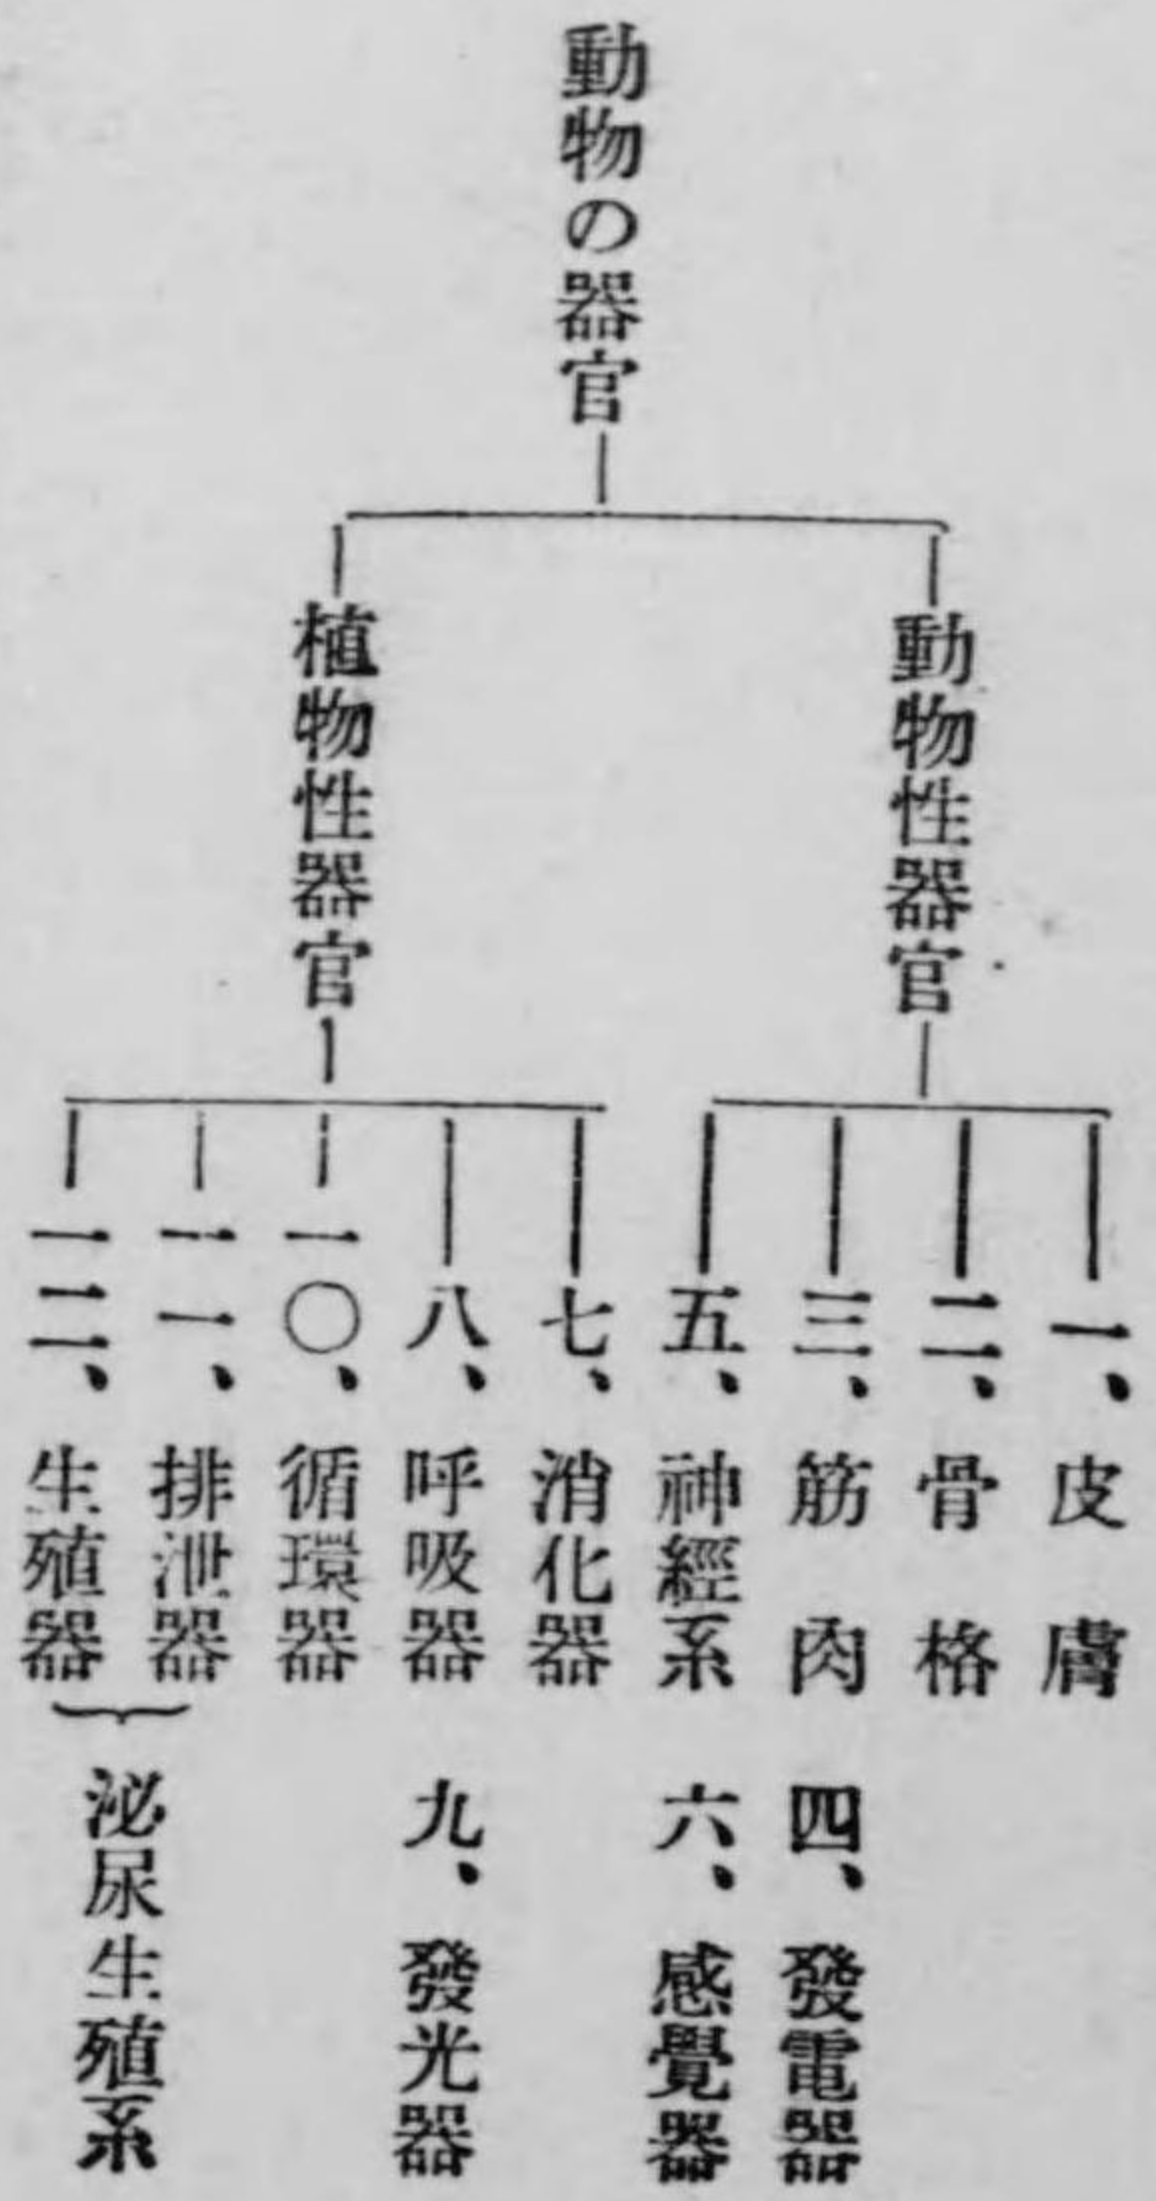 動物の器官
動物性器官
一、皮膚
二、骨格
三、筋肉 四、發電器
五、神經系 六、感覺器
植物性器官
七、消化器
八、呼吸器 九、發光器
一〇、循環器
一一、排泄器
一二、生殖器
泌尿生殖系